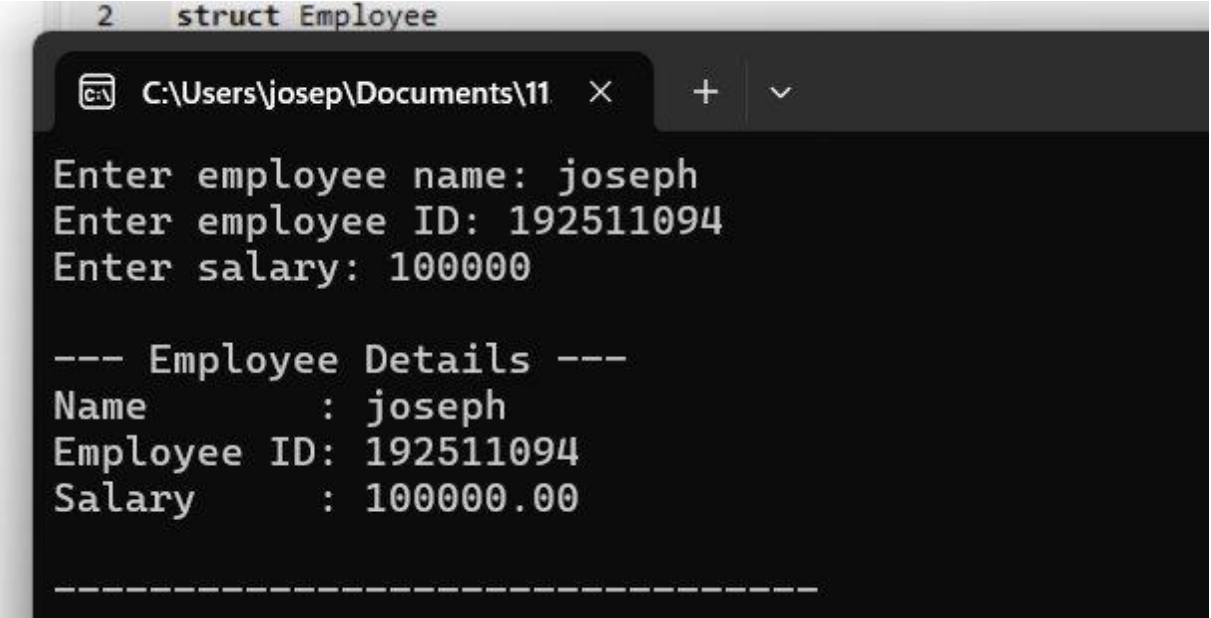 2 struct Employee
C:\Users\josep\Documents\11
Enter employee name: joseph
Enter employee ID: 192511094
Enter salary: 100000
--- Employee Details ---
Name : joseph
Employee ID: 192511094
Salary : 100000.00
--------------------------------